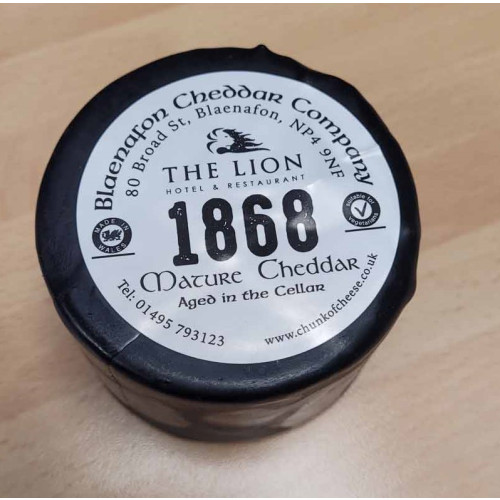 Blaenafon Cheddar Company
80 Broad St, Blaenafon, NP4 9NF
THE LION
HOTEL & RESTAURANT
MADE IN
WALES
suitable for
vegetarians
1868
Mature Cheddar
Aged in the Cellar
Tel: 01495 793123
www.chunkofcheese.co.uk